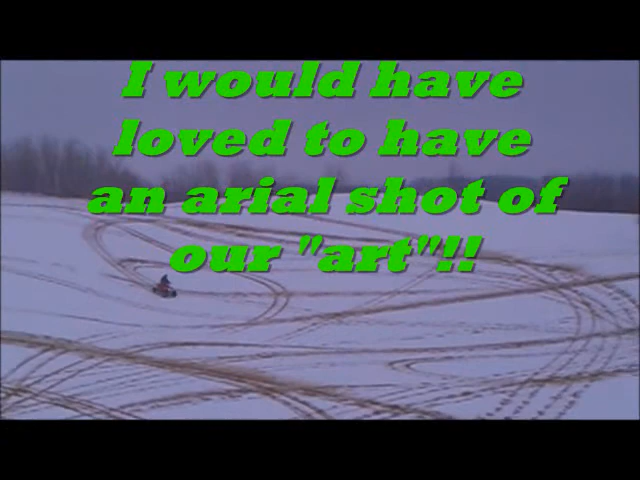 I would have
loved to have
an arial shot of
our "art"!!